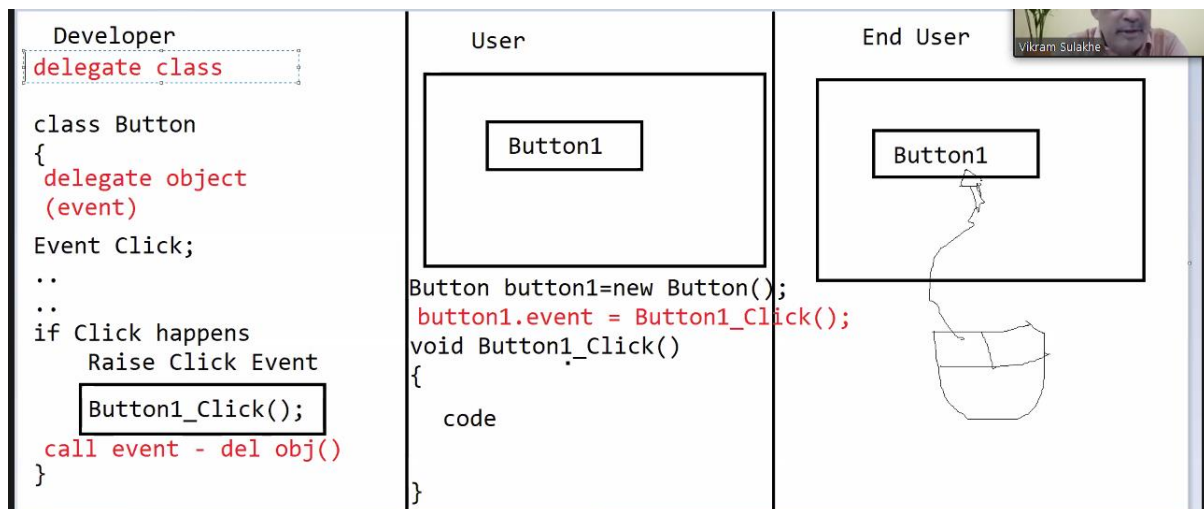 Developer
delegate class
class Button
{
delegate object
(event)
Event Click;
..
..
if Click happens
Raise Click Event
Button1_Click();
call event - del obj()
}
User
Button1
Button button1=new Button();
button1.event = Button1_Click();
void Button1_Click()
{
code
}
End User
Button1
Vikram Sulakhe